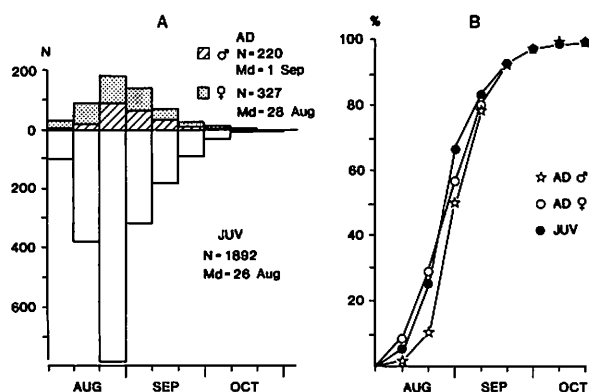 A
N
200
100
0
200
400
600
AUG SEP OCT
AD
♂ N=220
Md=1 Sep
♀ N=327
Md=28 Aug
JUV
N=1892
Md=26 Aug
B
%
100
80
60
40
20
AUG SEP OCT
☆ AD ♂
○ AD ♀
● JUV